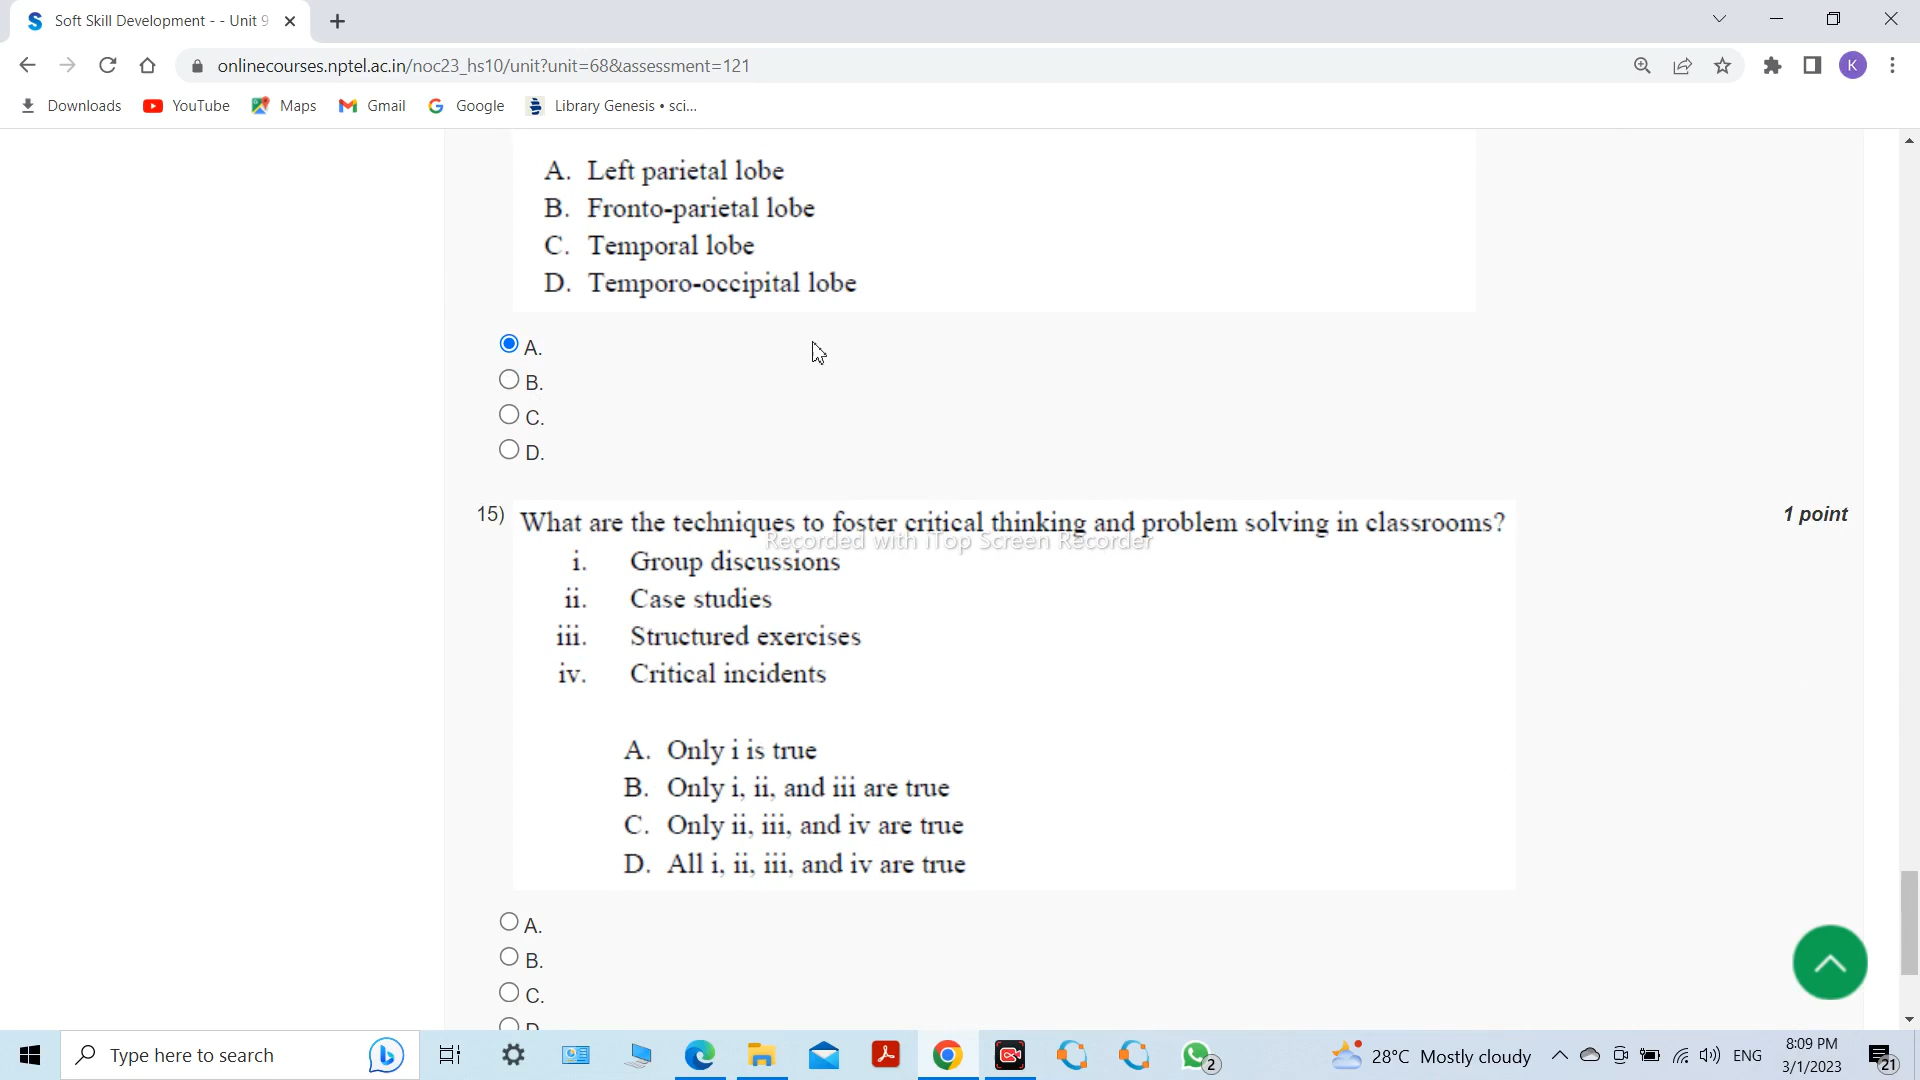 Soft Skill Development - - Unit 9
onlinecourses.nptel.ac.in/noc23_hs10/unit?unit=68&assessment=121
K
Downloads YouTube Maps Gmail Google Library Genesis • sci...
A. Left parietal lobe
B. Fronto-parietal lobe
C. Temporal lobe
D. Temporo-occipital lobe
A.
B.
C.
D.
15) What are the techniques to foster critical thinking and problem solving in classrooms? 1 point
Recorded with iTop Screen Recorder
i. Group discussions
ii. Case studies
iii. Structured exercises
iv. Critical incidents
A. Only i is true
B. Only i, ii, and iii are true
C. Only ii, iii, and iv are true
D. All i, ii, iii, and iv are true
A.
B.
C.
D.
Type here to search
2
28°C Mostly cloudy
ENG
8:09 PM
3/1/2023
21